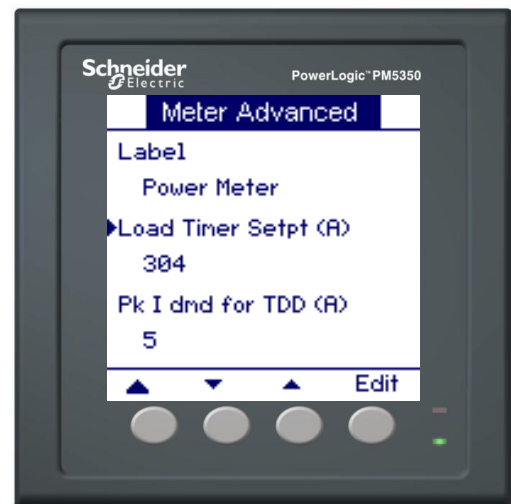 Schneider
Electric
PowerLogic™ PM5350
Meter Advanced
Label
Power Meter
Load Timer Setpt (A)
304
Pk I dmd for TDD (A)
5
Edit